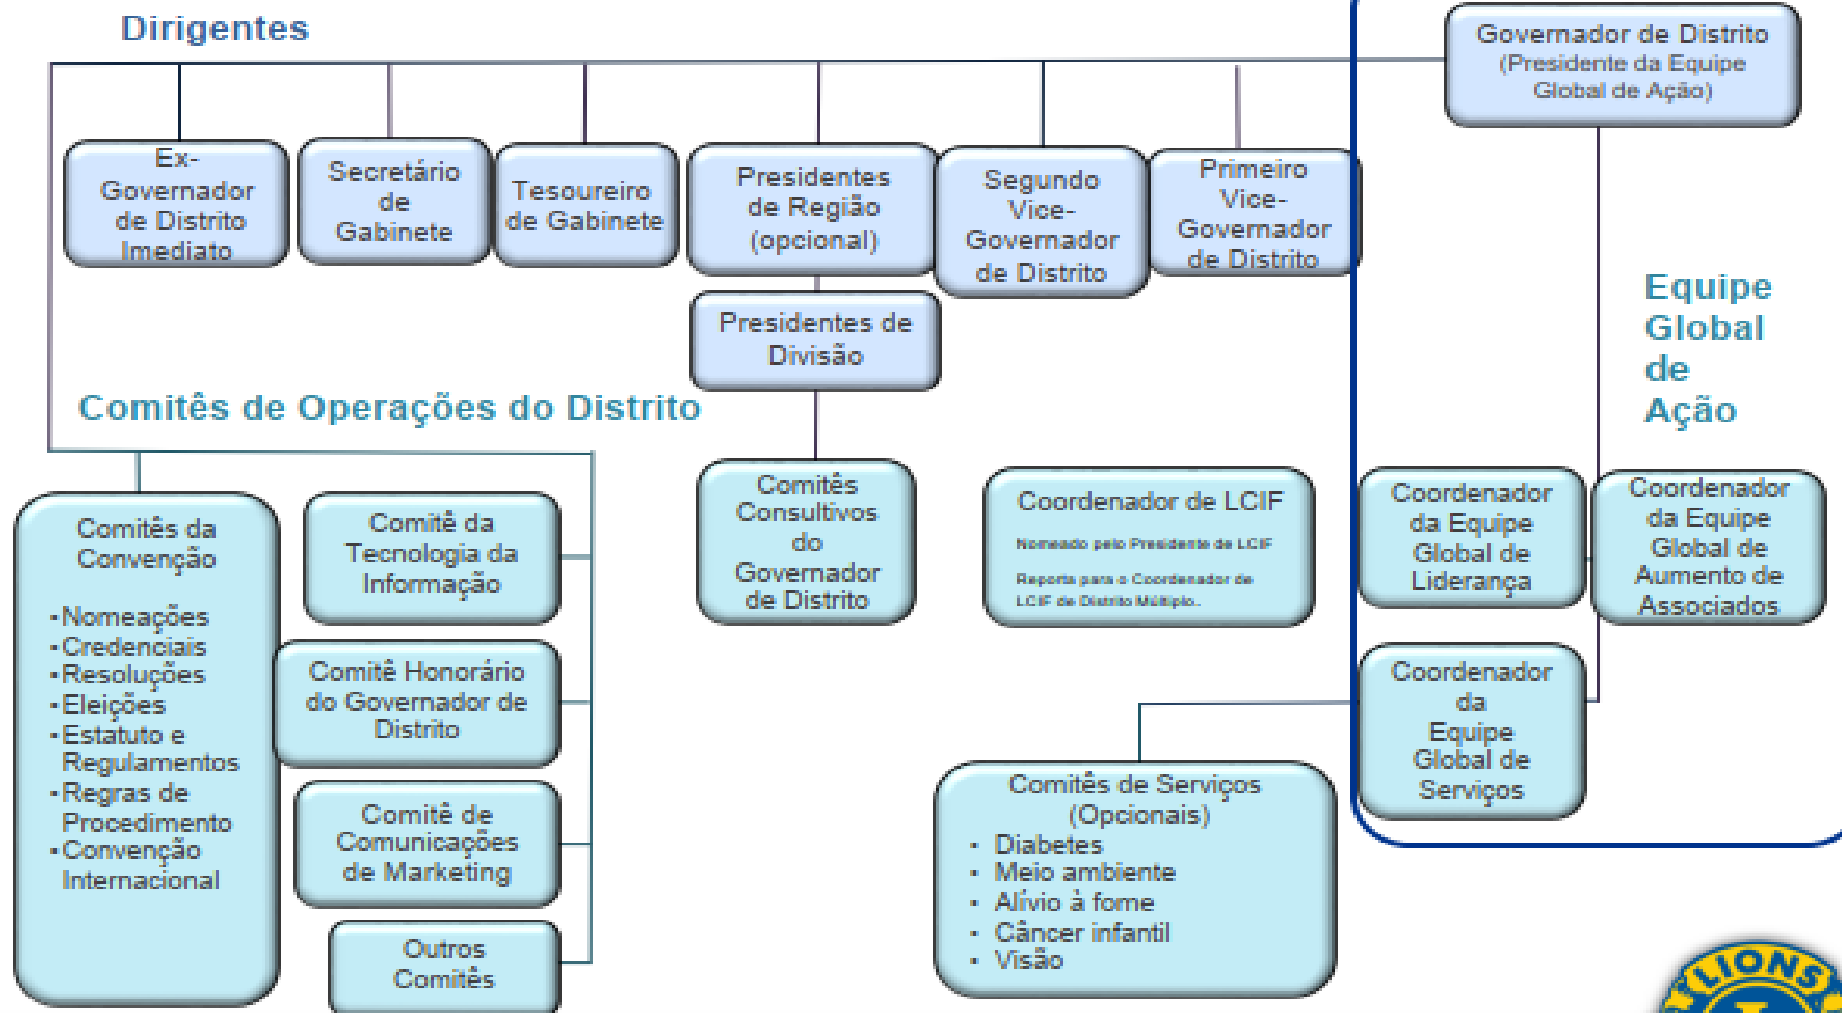 Dirigentes
Governador de Distrito
(Presidente da Equipe
Global de Ação)
Ex-
Governador
de Distrito
Imediato
Secretário
de
Gabinete
Tesoureiro
de Gabinete
Presidentes
de Região
(opcional)
Segundo
Vice-
Governador
de Distrito
Primeiro
Vice-
Governador
de Distrito
Presidentes de
Divisão
Equipe
Global
de
Ação
Comitês de Operações do Distrito
Comitês da
Convenção
▪Nomeações
▪Credenciais
▪Resoluções
▪Eleições
▪Estatuto e
Regulamentos
▪Regras de
Procedimento
▪Convenção
Internacional
Comitê da
Tecnologia da
Informação
Comitê Honorário
do Governador de
Distrito
Comitê de
Comunicações
de Marketing
Outros
Comitês
Comitês
Consultivos
do
Governador
de Distrito
Coordenador de LCIF
Nomeado pelo Presidente de LCIF
Reporta para o Coordenador de
LCIF de Distrito Múltiplo..
Coordenador
da Equipe
Global de
Liderança
Coordenador
da Equipe
Global de
Aumento de
Associados
Coordenador
da
Equipe
Global de
Serviços
Comitês de Serviços
(Opcionais)
▪ Diabetes
▪ Meio ambiente
▪ Alívio à fome
▪ Câncer infantil
▪ Visão
LIONS
L